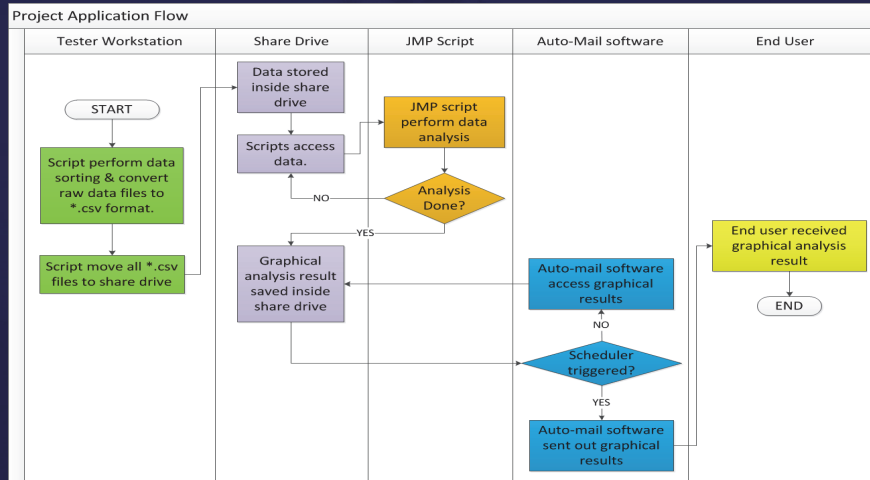 Project Application Flow
Tester Workstation
Share Drive
JMP Script
Auto-Mail software
End User
START
Script perform data
sorting & convert
raw data files to
*.csv format.
Script move all *.csv
files to share drive
Data stored
inside share
drive
Scripts access
data.
JMP script
perform data
analysis
Analysis
Done?
NO
YES
Graphical
analysis result
saved inside
share drive
Auto-mail software
access graphical
results
NO
Scheduler
triggered?
YES
Auto-mail software
sent out graphical
results
End user received
graphical analysis
result
END